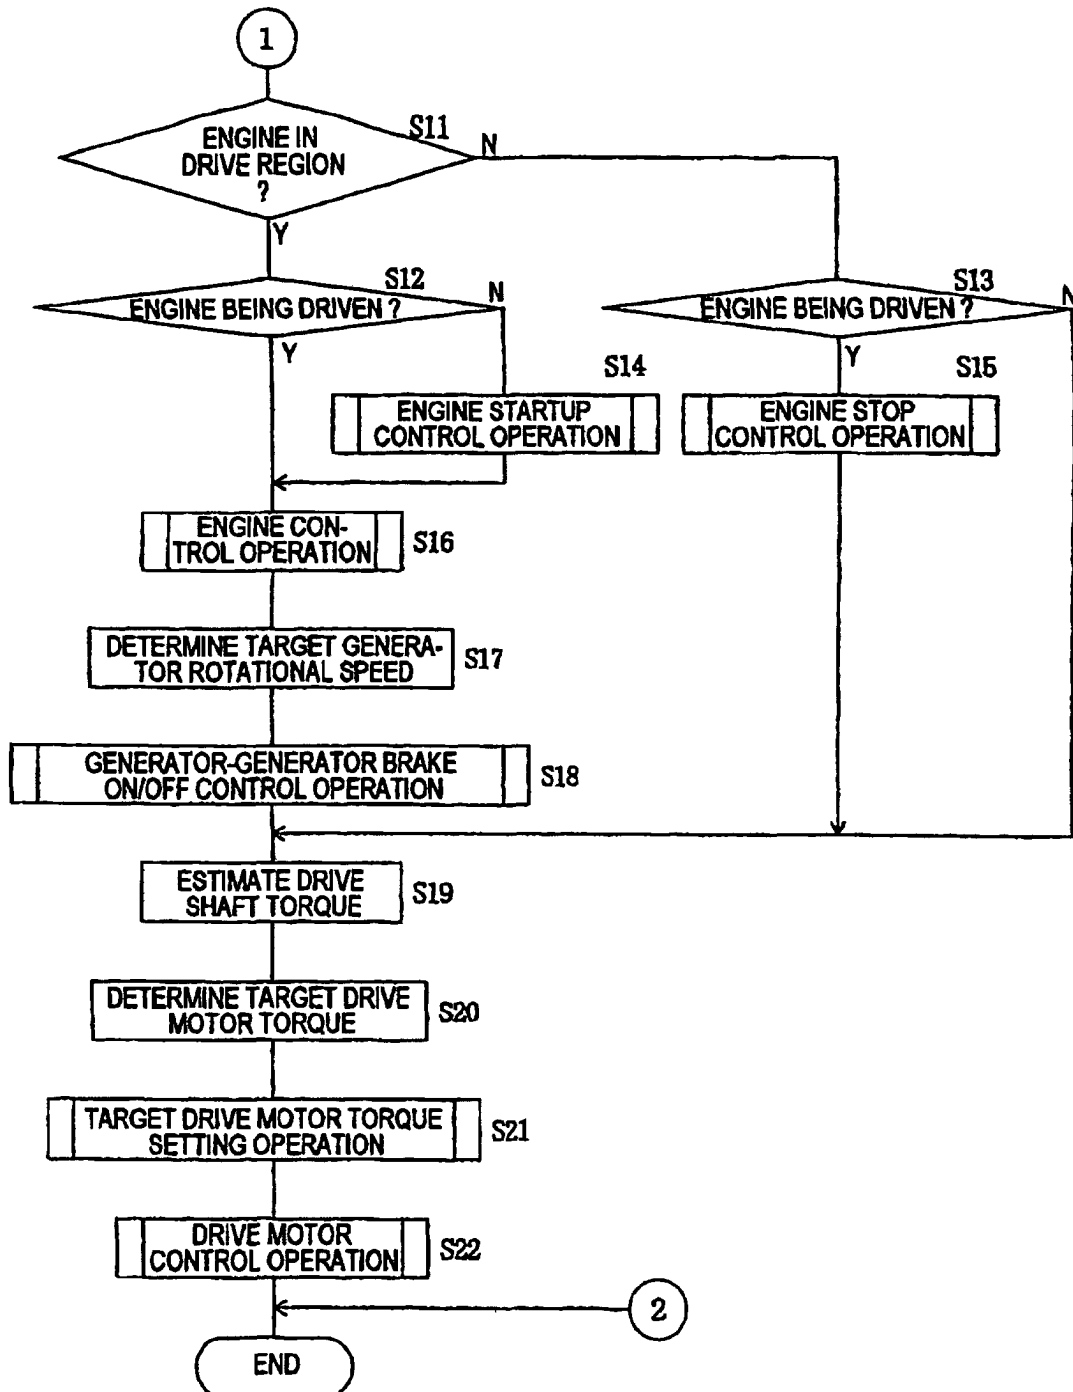 1
S11
ENGINE IN
DRIVE REGION
?
N
Y
S12
ENGINE BEING DRIVEN ?
N
Y
S13
ENGINE BEING DRIVEN ?
N
Y
S14
ENGINE STARTUP
CONTROL OPERATION
S15
ENGINE STOP
CONTROL OPERATION
ENGINE CON-
TROL OPERATION
S16
DETERMINE TARGET GENERA-
TOR ROTATIONAL SPEED
S17
GENERATOR-GENERATOR BRAKE
ON/OFF CONTROL OPERATION
S18
ESTIMATE DRIVE
SHAFT TORQUE
S19
DETERMINE TARGET DRIVE
MOTOR TORQUE
S20
TARGET DRIVE MOTOR TORQUE
SETTING OPERATION
S21
DRIVE MOTOR
CONTROL OPERATION
S22
2
END